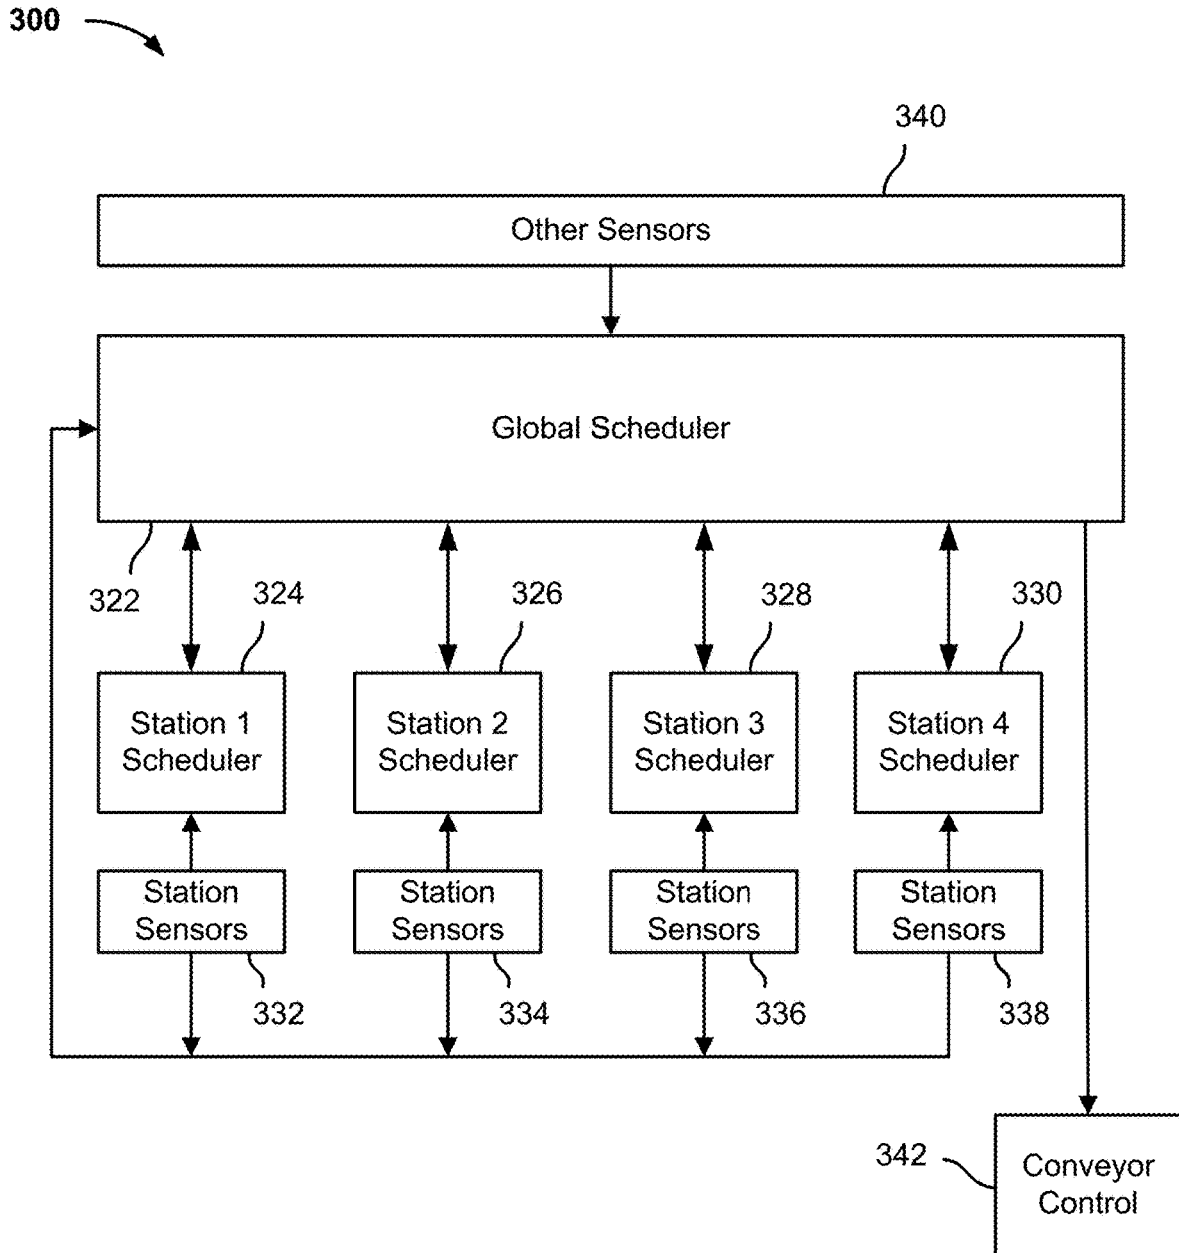 300
340
Other Sensors
Global Scheduler
322
324
326
328
330
Station 1
Scheduler
Station 2
Scheduler
Station 3
Scheduler
Station 4
Scheduler
Station
Sensors
Station
Sensors
Station
Sensors
Station
Sensors
332
334
336
338
342
Conveyor
Control